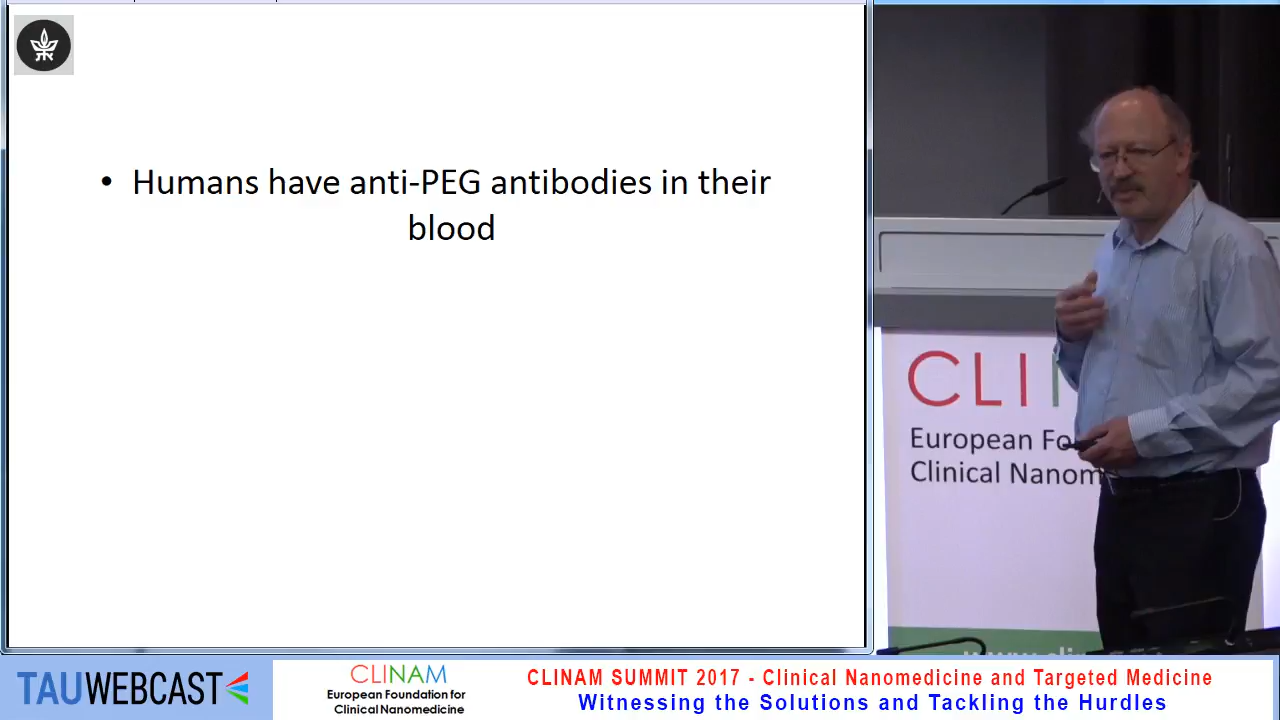 • Humans have anti-PEG antibodies in their
blood
CLI
European Fo
Clinical Nanom
TAUWEBCAST
CLINAM
European Foundation for
Clinical Nanomedicine
CLINAM SUMMIT 2017 - Clinical Nanomedicine and Targeted Medicine
Witnessing the Solutions and Tackling the Hurdles